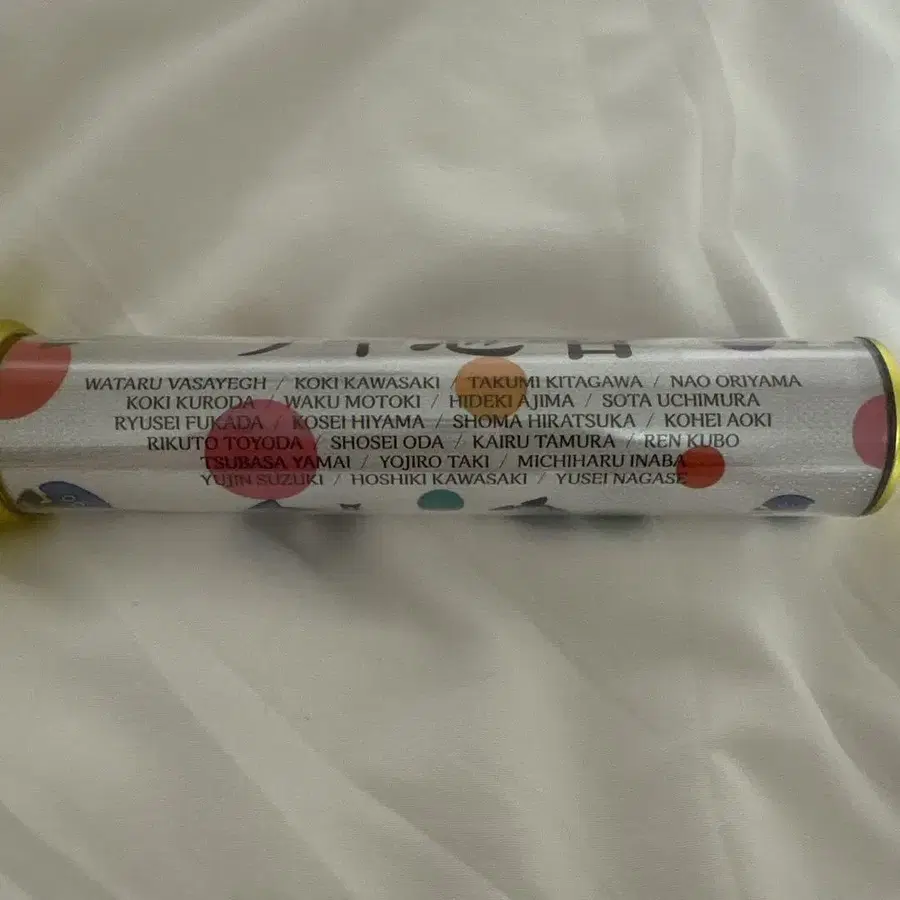 WATARU VASAYEGH / KOKI KAWASAKI / TAKUMI KITAGAWA / NAO ORIYAMA
KOKI KURODA / WAKU MOTOKI / HIDEKI AJIMA / SOTA UCHIMURA
RYUSEI FUKADA / KOSEI HIYAMA / SHOMA HIRATSUKA / KOHEI AOKI
RIKUTO TOYODA / SHOSEI ODA / KAIRU TAMURA / REN KUBO
TSUBASA YAMAI / YOJIRO TAKI / MICHIHARU INABA
YUJIN SUZUKI / HOSHIKI KAWASAKI / YUSEI NAGASE